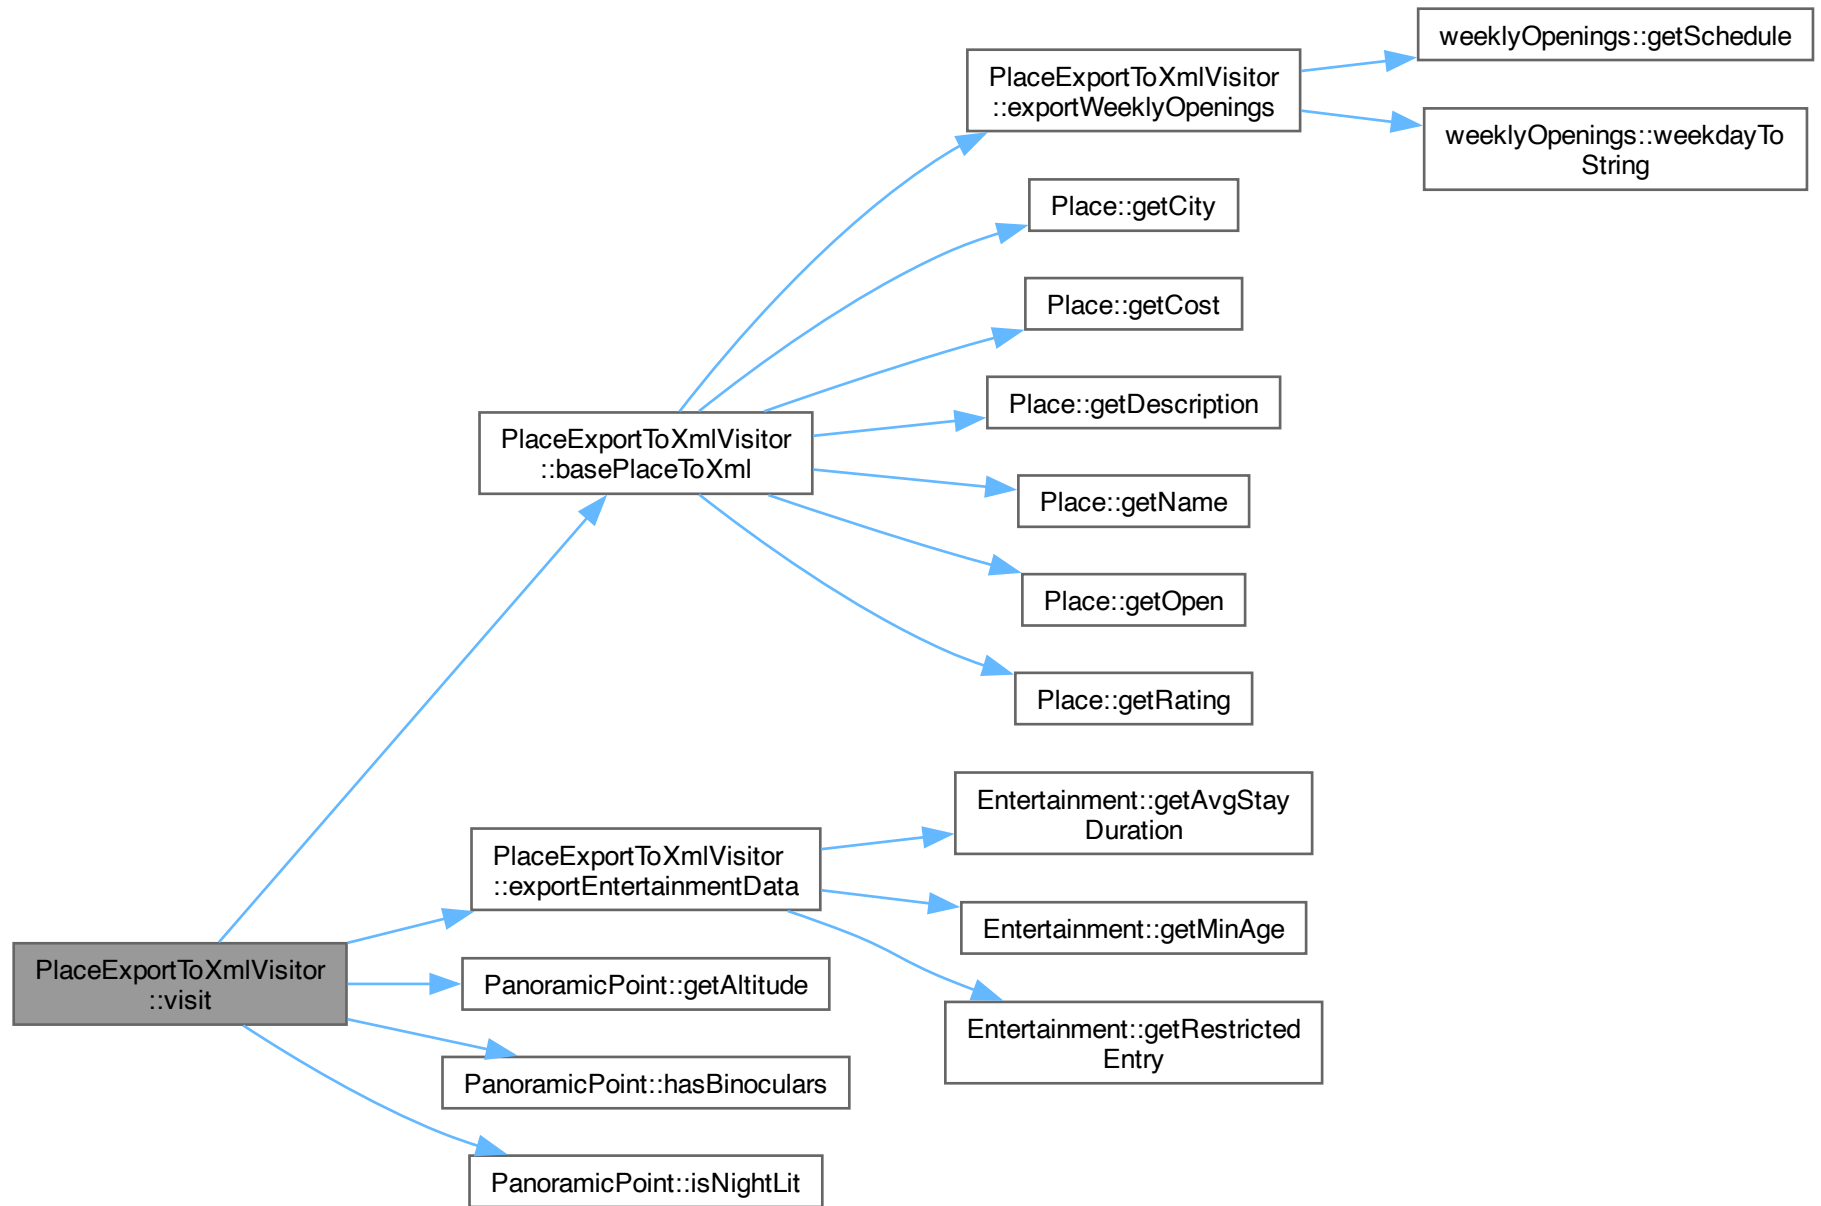 weeklyOpenings::getSchedule
PlaceExportToXmlVisitor
::exportWeeklyOpenings
weeklyOpenings::weekdayTo
String
Place::getCity
Place::getCost
Place::getDescription
PlaceExportToXmlVisitor
::basePlaceToXml
Place::getName
Place::getOpen
Place::getRating
Entertainment::getAvgStay
Duration
PlaceExportToXmlVisitor
::exportEntertainmentData
Entertainment::getMinAge
PlaceExportToXmlVisitor
::visit
PanoramicPoint::getAltitude
Entertainment::getRestricted
Entry
PanoramicPoint::hasBinoculars
PanoramicPoint::isNightLit